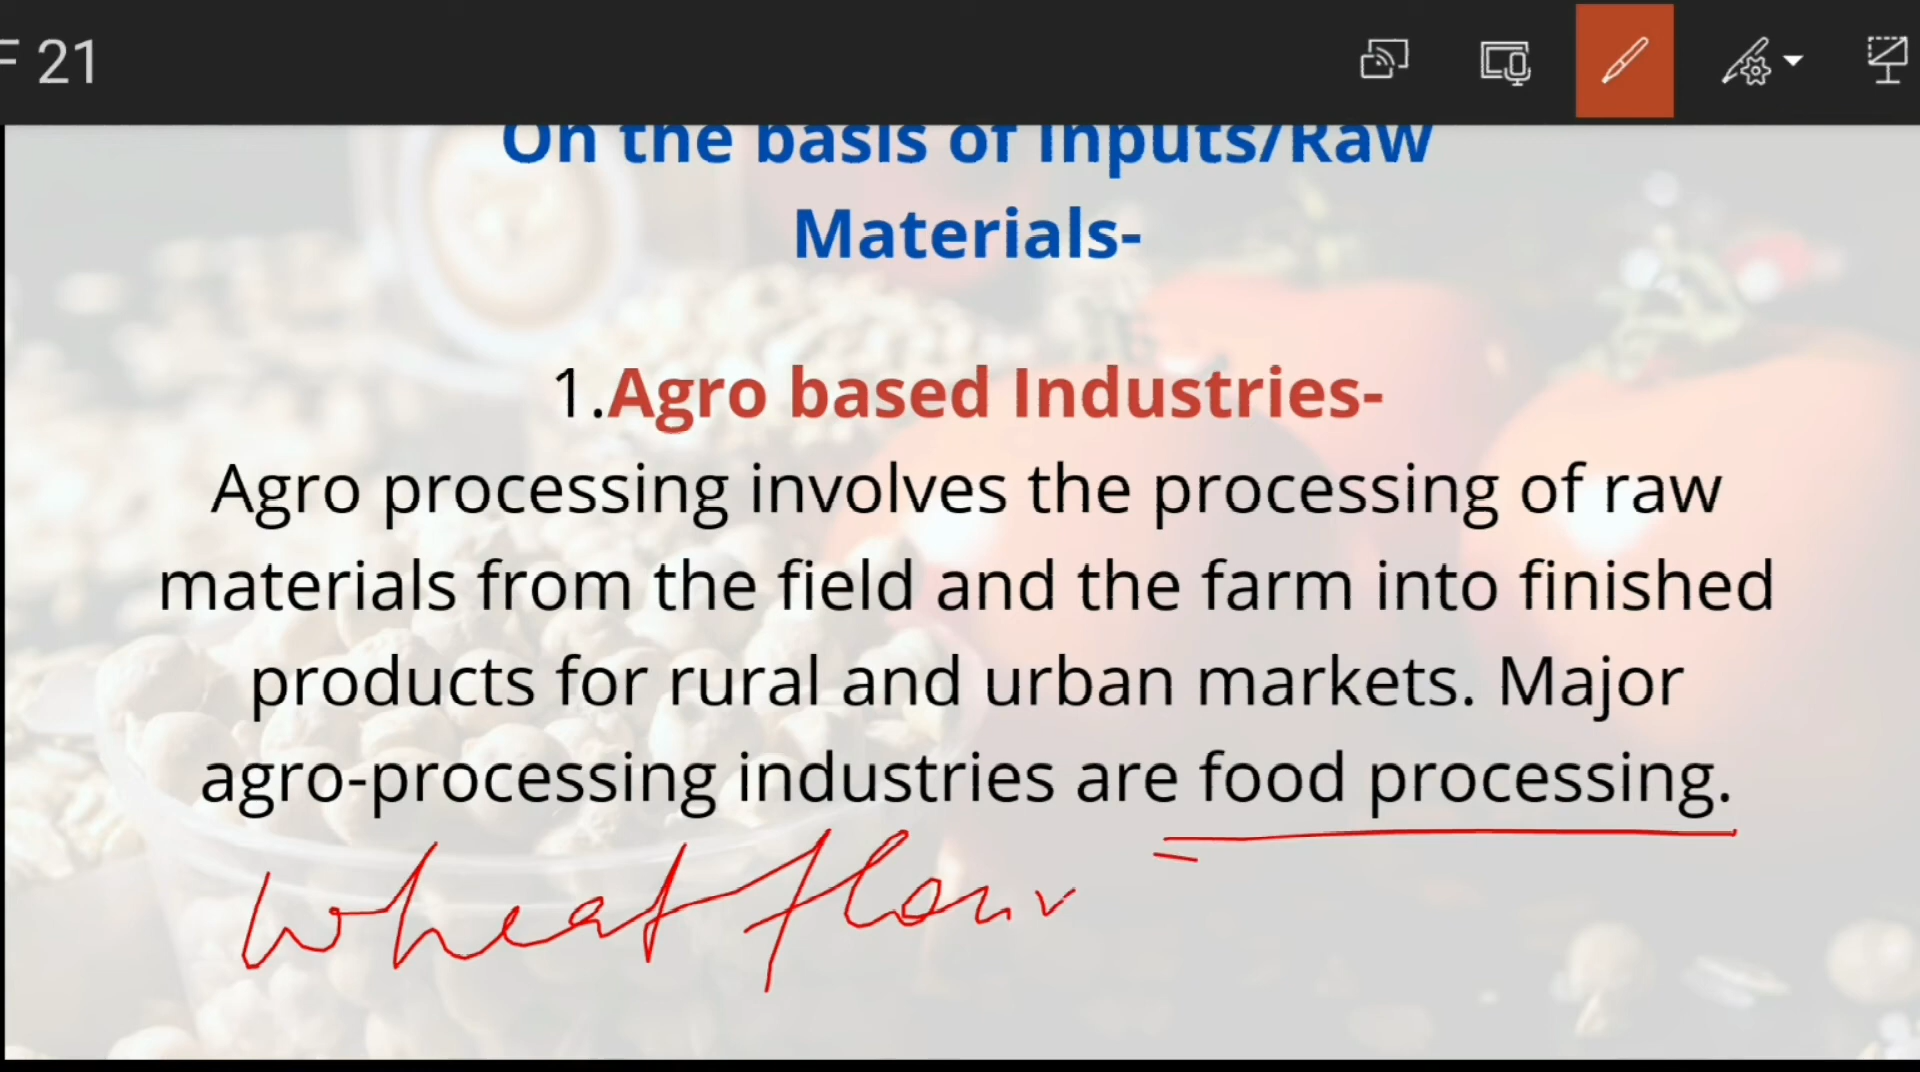 F 21
On the basis of Inputs/Raw
Materials-
1.Agro based Industries-
Agro processing involves the processing of raw
materials from the field and the farm into finished
products for rural and urban markets. Major
agro-processing industries are food processing.
wheat flour